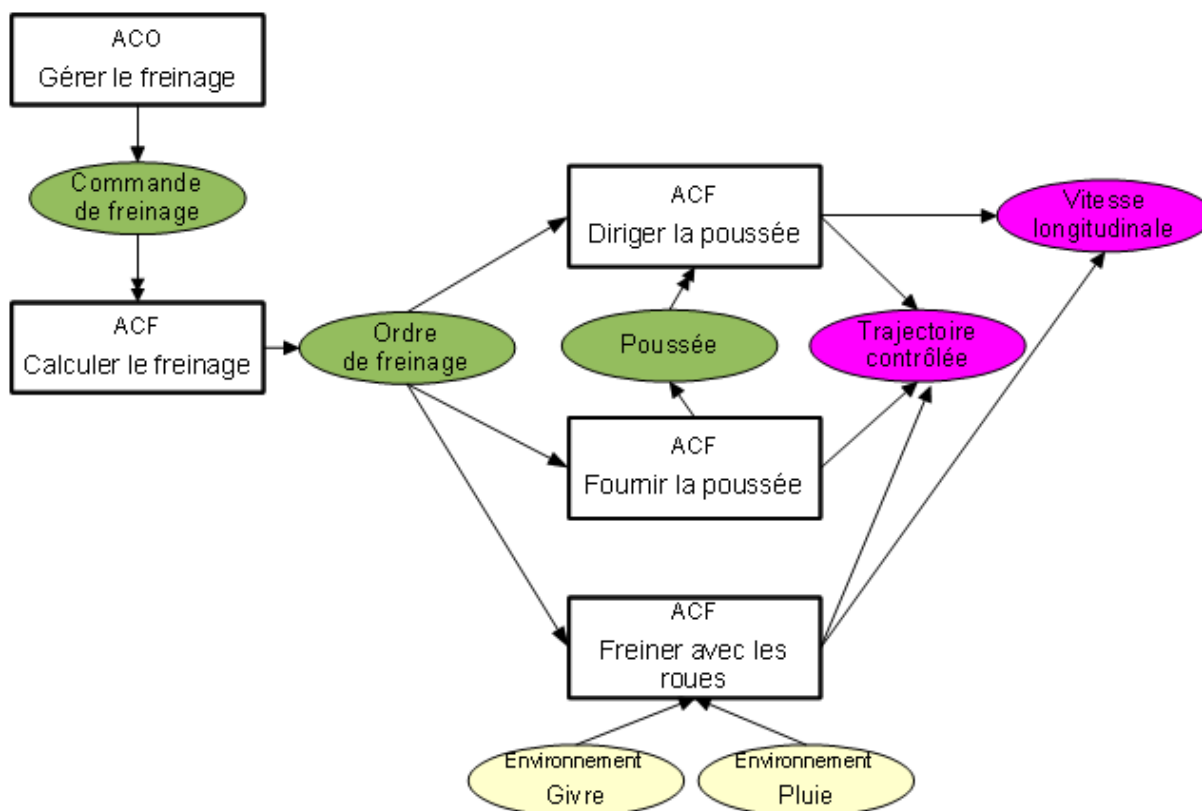 ACO
Gérer le freinage
Commande
de freinage
ACF
Calculer le freinage
Ordre
de freinage
ACF
Diriger la poussée
Poussée
ACF
Fournir la poussée
Vitesse
longitudinale
Trajectoire
contrôlée
ACF
Freiner avec les
roues
Environnement
Givre
Environnement
Pluie